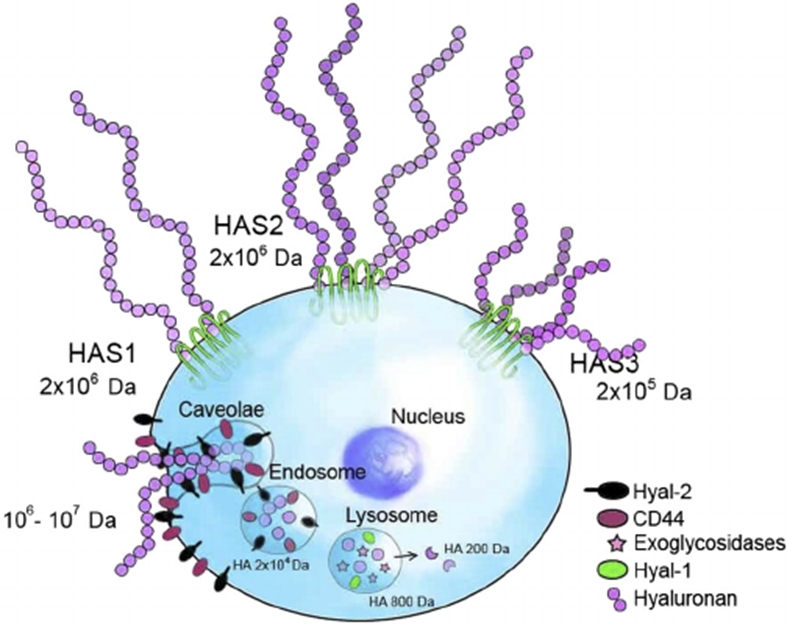 HAS2
2x10⁶ Da
HAS1
2x10⁶ Da
HAS3
2x10⁵ Da
Caveolae
Nucleus
Endosome
10⁶- 10⁷ Da
Lysosome
HA 2x10⁴ Da
HA 200 Da
HA 800 Da
Hyal-2
CD44
Exoglycosidases
Hyal-1
Hyaluronan